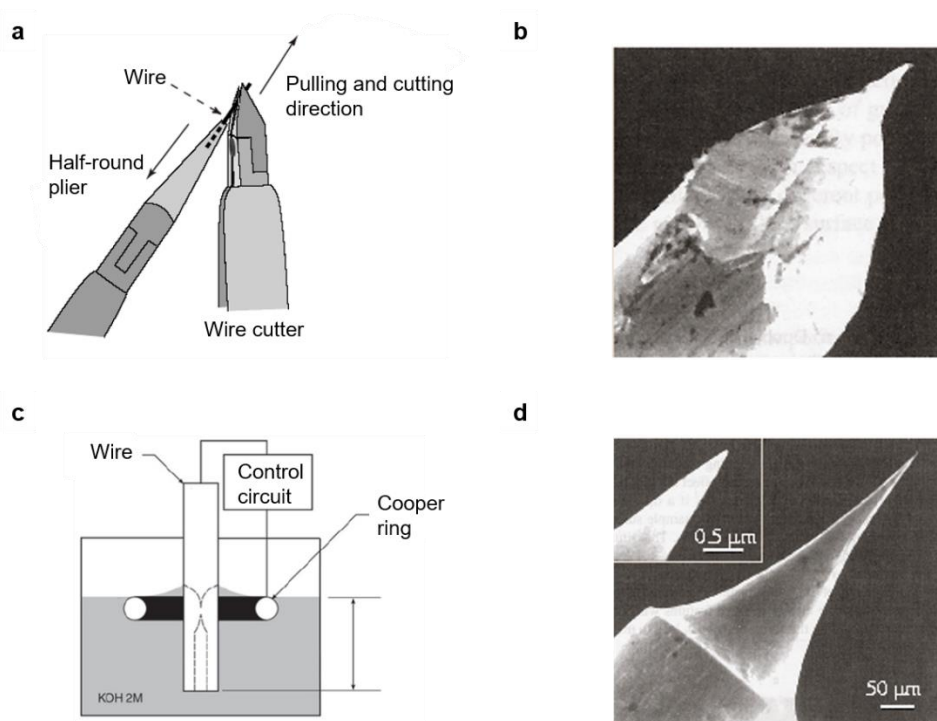 a
Wire
Pulling and cutting
direction
Half-round
plier
Wire cutter
b
c
Wire
Control
circuit
Cooper
ring
KOH 2M
d
0.5 μm
50 μm